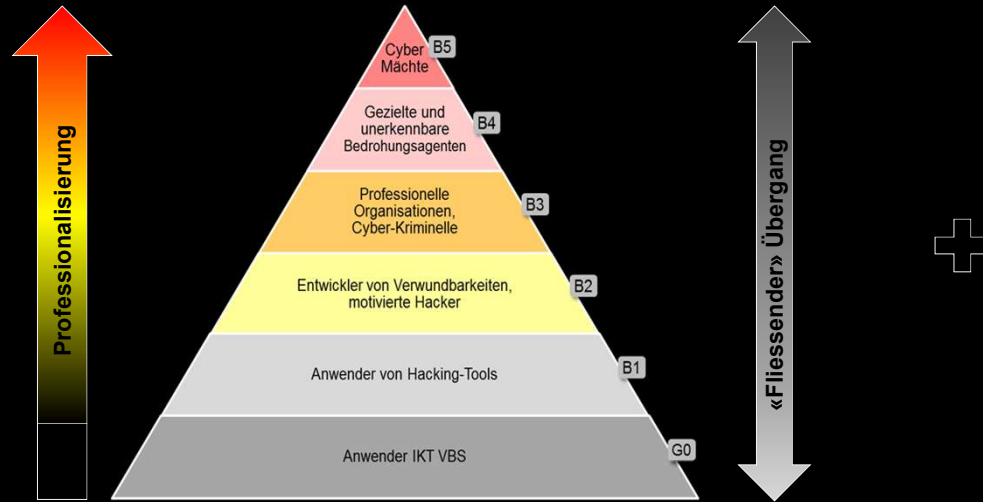 Professionalisierung
Cyber
Mächte
B5
Gezielte und
unerkennbare
Bedrohungsagenten
B4
Professionelle
Organisationen,
Cyber-Kriminelle
B3
Entwickler von Verwundbarkeiten,
motivierte Hacker
B2
Anwender von Hacking-Tools
B1
Anwender IKT VBS
G0
«Fliessender» Übergang